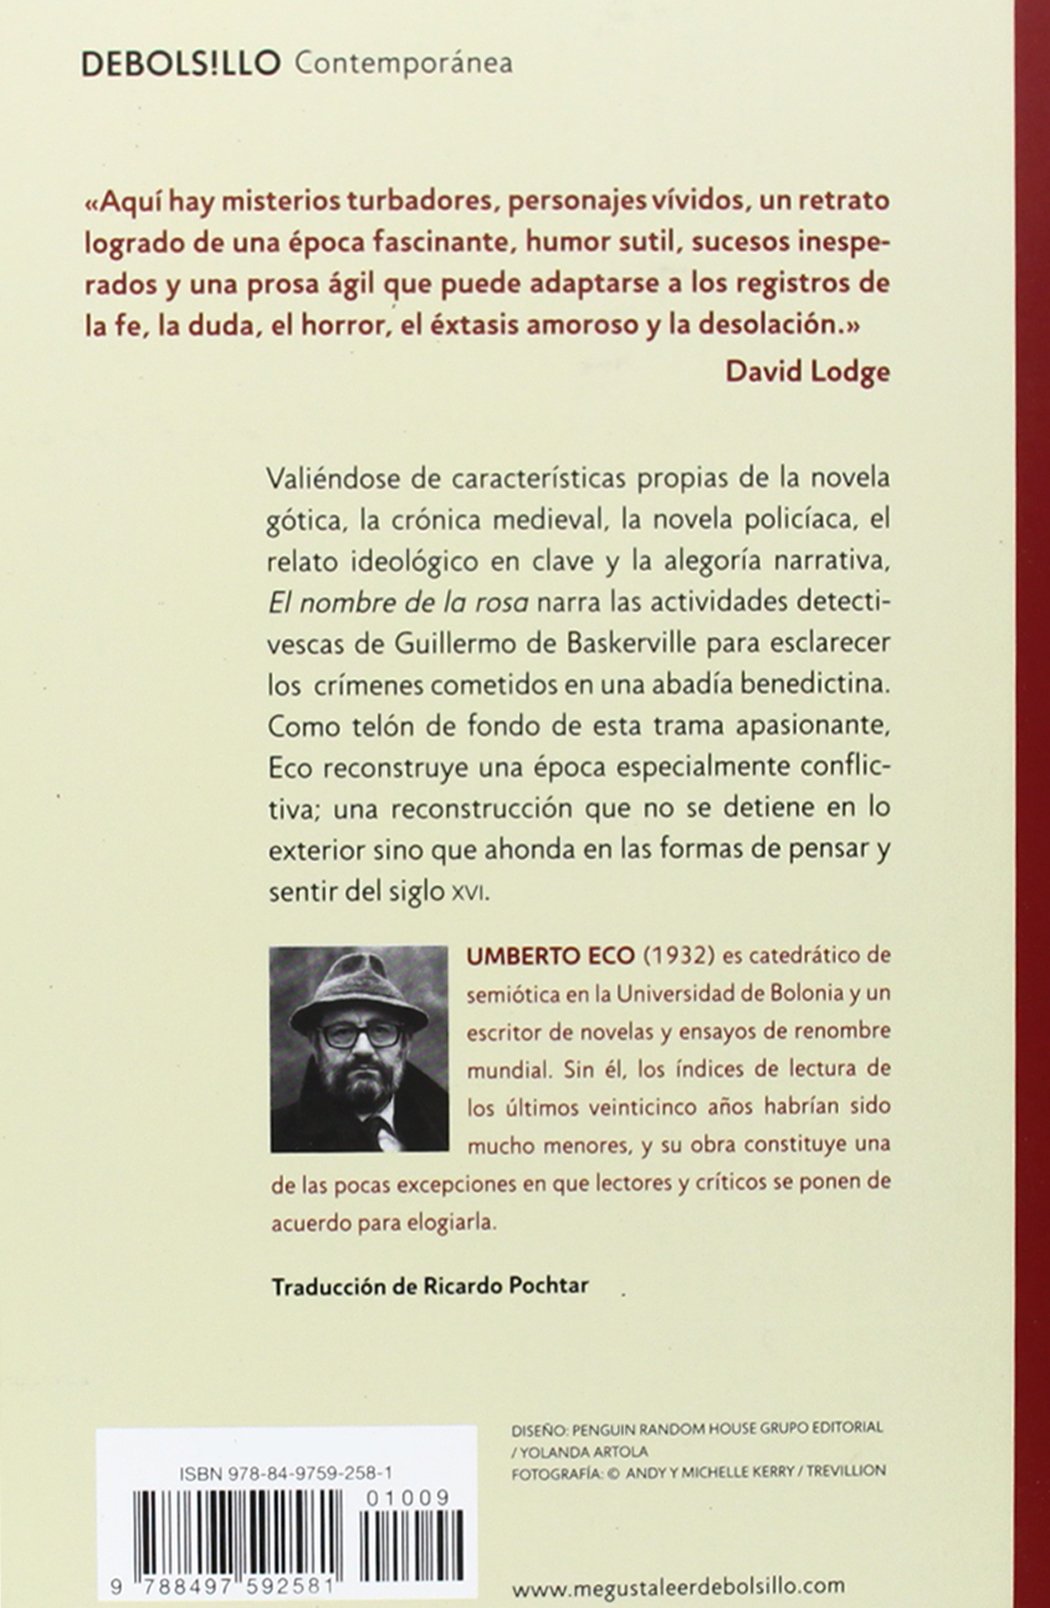 DEBOLS!LLO Contemporánea
«Aquí hay misterios turbadores, personajes vívidos, un retrato
logrado de una época fascinante, humor sutil, sucesos inespe-
rados y una prosa ágil que puede adaptarse a los registros de
la fe, la duda, el horror, el éxtasis amoroso y la desolación.»
David Lodge
Valiéndose de características propias de la novela
gótica, la crónica medieval, la novela policíaca, el
relato ideológico en clave y la alegoría narrativa,
El nombre de la rosa narra las actividades detecti-
vescas de Guillermo de Baskerville para esclarecer
los crímenes cometidos en una abadía benedictina.
Como telón de fondo de esta trama apasionante,
Eco reconstruye una época especialmente conflic-
tiva; una reconstrucción que no se detiene en lo
exterior sino que ahonda en las formas de pensar y
sentir del siglo XVI.
UMBERTO ECO (1932) es catedrático de
semiótica en la Universidad de Bolonia y un
escritor de novelas y ensayos de renombre
mundial. Sin él, los índices de lectura de
los últimos veinticinco años habrían sido
mucho menores, y su obra constituye una
de las pocas excepciones en que lectores y críticos se ponen de
acuerdo para elogiarla.
Traducción de Ricardo Pochtar
DISEÑO: PENGUIN RANDOM HOUSE GRUPO EDITORIAL
/ YOLANDA ARTOLA
FOTOGRAFÍA: © ANDY Y MICHELLE KERRY / TREVILLION
ISBN 978-84-9759-258-1
01009
9 788497 592581
www.megustaleerdebolsillo.com